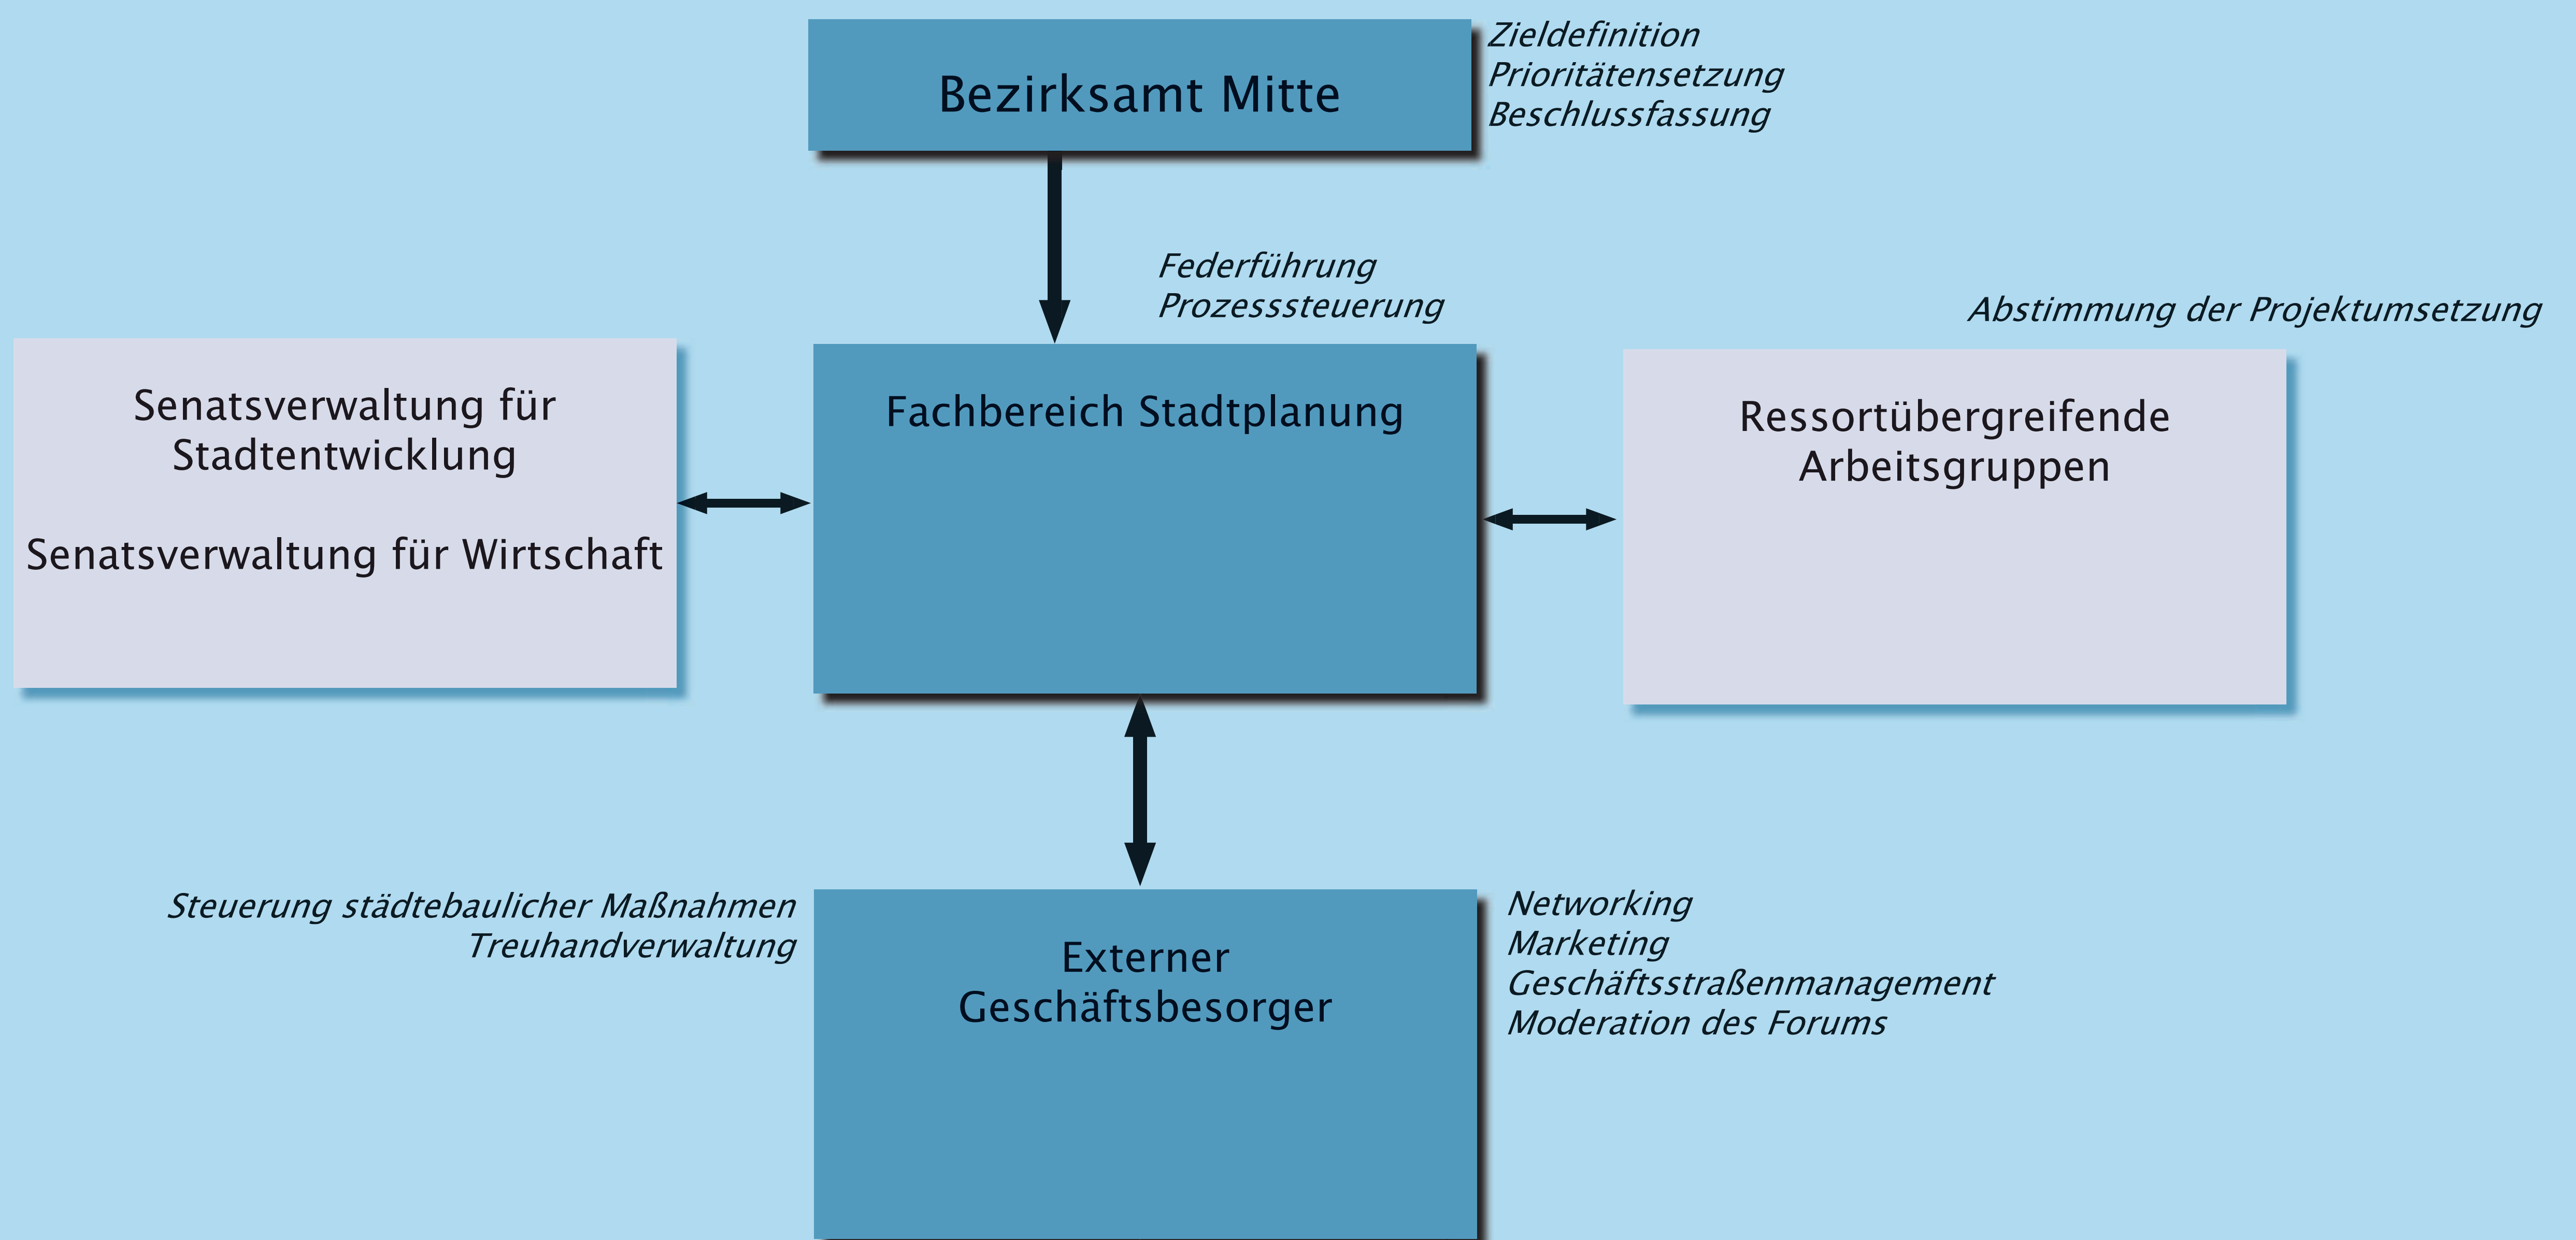 Bezirksamt Mitte
Zieldefinition
Prioritätensetzung
Beschlussfassung
Federführung
Prozesssteuerung
Abstimmung der Projektumsetzung
Senatsverwaltung für
Stadtentwicklung
Senatsverwaltung für Wirtschaft
Fachbereich Stadtplanung
Ressortübergreifende
Arbeitsgruppen
Steuerung städtebaulicher Maßnahmen
Treuhandverwaltung
Externer
Geschäftsbesorger
Networking
Marketing
Geschäftsstraßenmanagement
Moderation des Forums